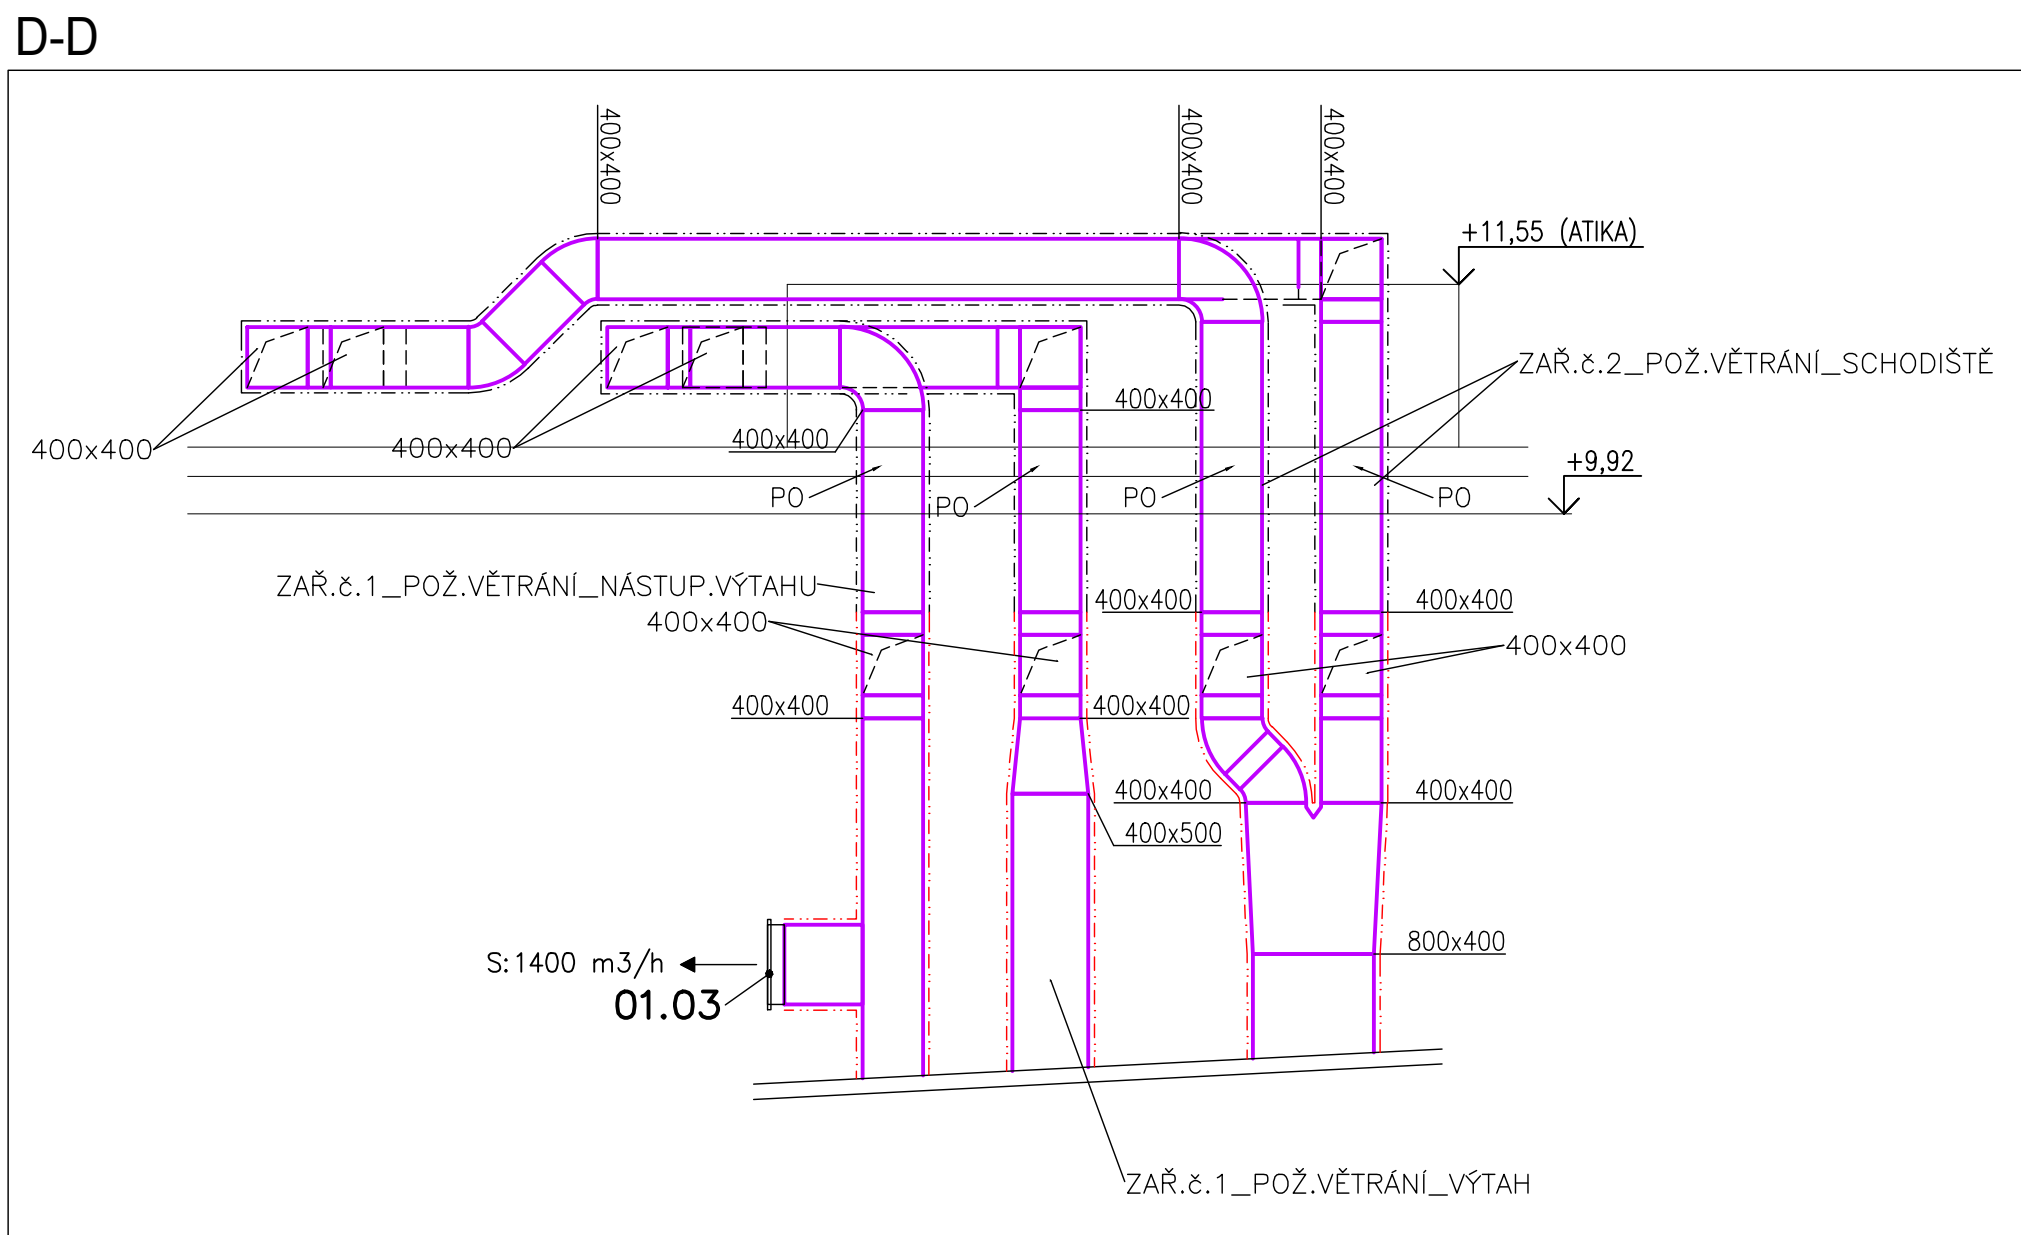 D-D
400x400
400x400
400x400
+11,55 (ATIKA)
ZAŘ.č.2_POŽ.VĚTRÁNÍ_SCHODIŠTĚ
400x400
400x400
400x400
400x400
+9,92
PO
PO
PO
PO
ZAŘ.č.1_POŽ.VĚTRÁNÍ_NÁSTUP.VÝTAHU
400x400
400x400
400x400
400x400
400x400
400x400
400x400
400x400
400x400
400x500
800x400
S:1400 m3/h
01.03
ZAŘ.č.1_POŽ.VĚTRÁNÍ_VÝTAH